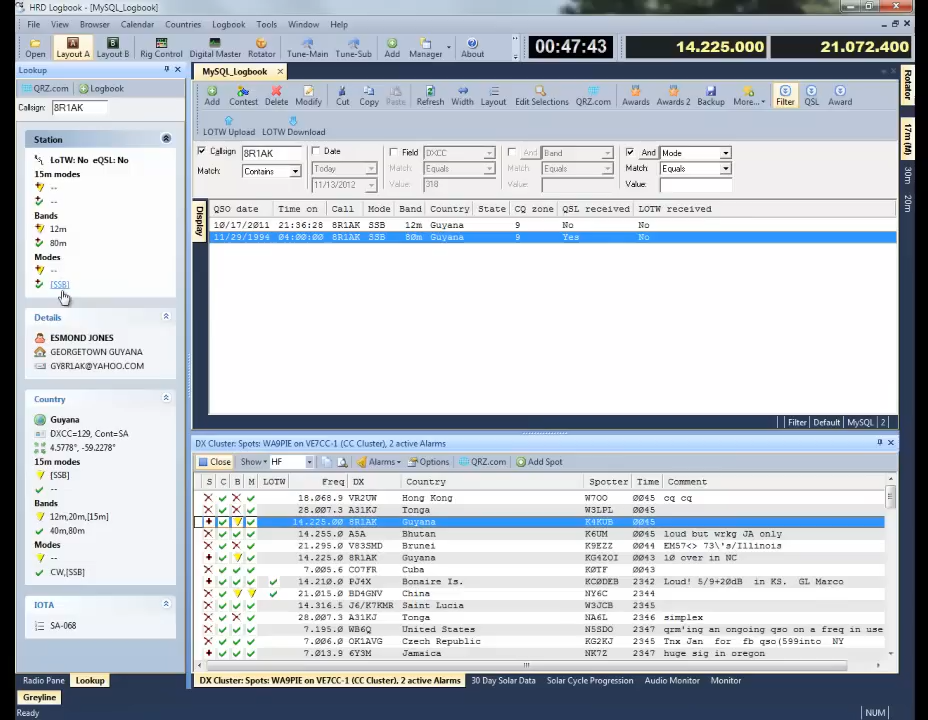 HRD Logbook - [MySQL_Logbook]
File View Browser Calendar Countries Logbook Tools Window Help
Open Layout A Layout B Rig Control Digital Master Rotator Tune-Main Tune-Sub Add Manager About 00:47:43 14.225.000 21.072.400
Lookup
QRZ.com Logbook
Callsign: 8R1AK
Station
LoTW: No eQSL: No
15m modes
--
--
Bands
12m
80m
Modes
--
[SSB]
Details
ESMOND JONES
GEORGETOWN GUYANA
GY8R1AK@YAHOO.COM
Country
Guyana
DXCC=129, Cont=SA
4.5778°, -59.2278°
15m modes
[SSB]
--
Bands
12m,20m,[15m]
40m,80m
Modes
--
CW,[SSB]
IOTA
SA-068
Radio Pane Lookup
Greyline
Ready
MySQL_Logbook
Add Contest Delete Modify Cut Copy Paste Refresh Width Layout Edit Selections QRZ.com Awards Awards 2 Backup More... Filter QSL Award
LOTW Upload LOTW Download
Callsign 8R1AK Date Field DXCC And Band And Mode
Match: Contains Today Match: Equals Match: Equals Match: Equals
11/13/2012 Value: 318 Value: Value:
Display
QSO date Time on Call Mode Band Country State CQ zone QSL received LOTW received
10/17/2011 21:36:28 8R1AK SSB 12m Guyana 9 No No
11/29/1994 04:00:00 8R1AK SSB 80m Guyana 9 Yes No
Filter Default MySQL 2
Rotator
17m (M)
30m
20m
DX Cluster: Spots: WA9PIE on VE7CC-1 (CC Cluster), 2 active Alarms
Close Show HF Alarms Options QRZ.com Add Spot
S C B M LOTW Freq DX Country Spotter Time Comment
18.068.9 VR2UW Hong Kong W7OO 0045 cq cq
28.007.3 A31KJ Tonga W3LPL 0045
14.225.00 8R1AK Guyana K4KUB 0045
14.255.0 A5A Bhutan K6UM 0045 loud but wrkg JA only
21.295.0 V83SMD Brunei K9EZZ 0045 EM57<> 73\'s/Illinois
14.225.0 8R1AK Guyana KG4ZOI 0045 10 over in NC
7.005.6 CO7FR Cuba KØTF 0045
14.210.0 PJ4X Bonaire Is. KCØDEB 2342 Loud! 5/9+20dB in KS. GL Marco
21.015.0 BD4GNV China NY6C 2344
14.316.5 J6/K7KMR Saint Lucia W3JCB 2345
28.007.3 A31KJ Tonga NA6L 2346 simplex
7.195.0 WB6Q United States N5SDO 2347 qrm'ing an ongoing qso on a freq in use
7.006.0 OK1AVG Czech Republic KG2KJ 2346 Tnx Jan for fb qso(599into NY
7.013.9 6Y3M Jamaica NK7Z 2347 huge sig in oregon
DX Cluster: Spots: WA9PIE on VE7CC-1 (CC Cluster), 2 active Alarms 30 Day Solar Data Solar Cycle Progression Audio Monitor Monitor
NUM